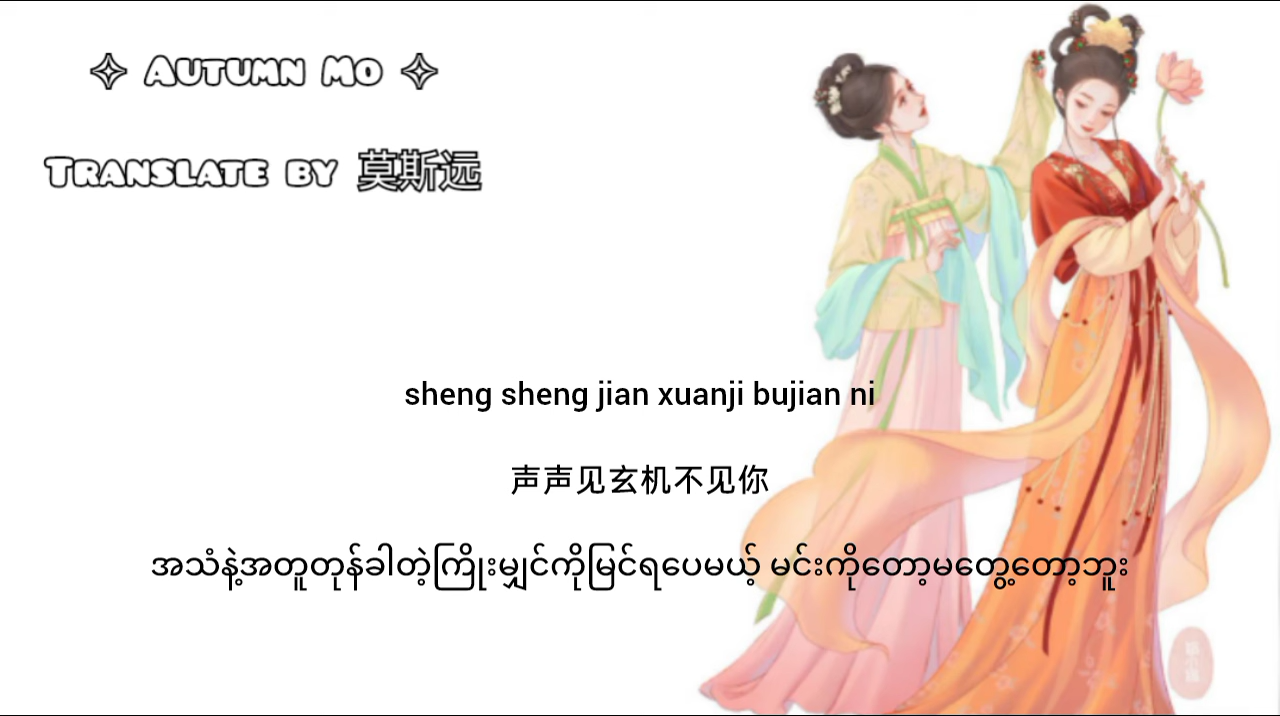 ✧ Autumn Mo ✧
Translate by 莫斯远
sheng sheng jian xuanji bujian ni
声声见玄机不见你
အသံနဲ့အတူတုန်ခါတဲ့ကြိုးမျှင်ကိုမြင်ရပေမယ့် မင်းကိုတော့မတွေ့တော့ဘူး